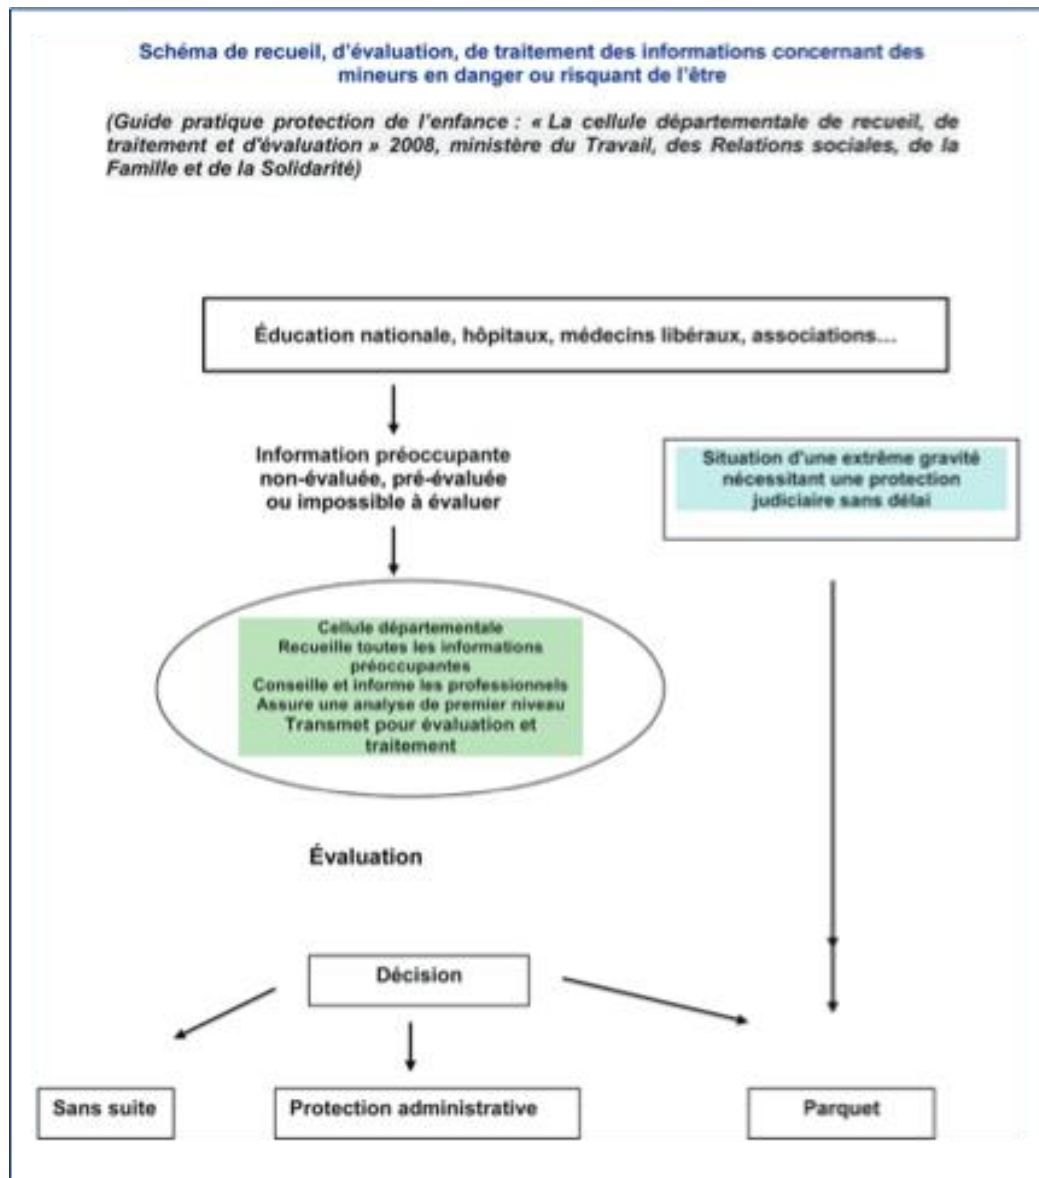 Schéma de recueil, d'évaluation, de traitement des informations concernant des
mineurs en danger ou risquant de l'être
(Guide pratique protection de l'enfance : « La cellule départementale de recueil, de
traitement et d'évaluation » 2008, ministère du Travail, des Relations sociales, de la
Famille et de la Solidarité)
Éducation nationale, hôpitaux, médecins libéraux, associations...
Information préoccupante
non-évaluée, pré-évaluée
ou impossible à évaluer
Situation d'une extrême gravité
nécessitant une protection
judiciaire sans délai
Cellule départementale
Recueille toutes les informations
préoccupantes
Conseille et informe les professionnels
Assure une analyse de premier niveau
Transmet pour évaluation et
traitement
Évaluation
Décision
Sans suite
Protection administrative
Parquet